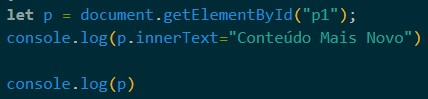 let p = document.getElementById("p1");
console.log(p.innerText="Conteúdo Mais Novo")
console.log(p)